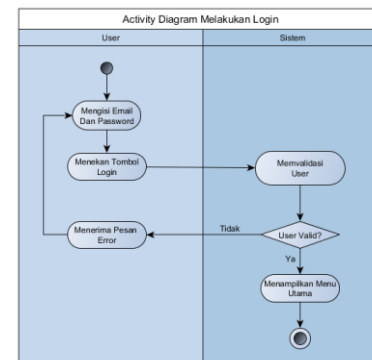 Activity Diagram Melakukan Login
User
Sistem
Mengisi Email
Dan Password
Menekan Tombol
Login
Memvalidasi
User
Menerima Pesan
Error
Tidak
User Valid?
Ya
Menampilkan Menu
Utama